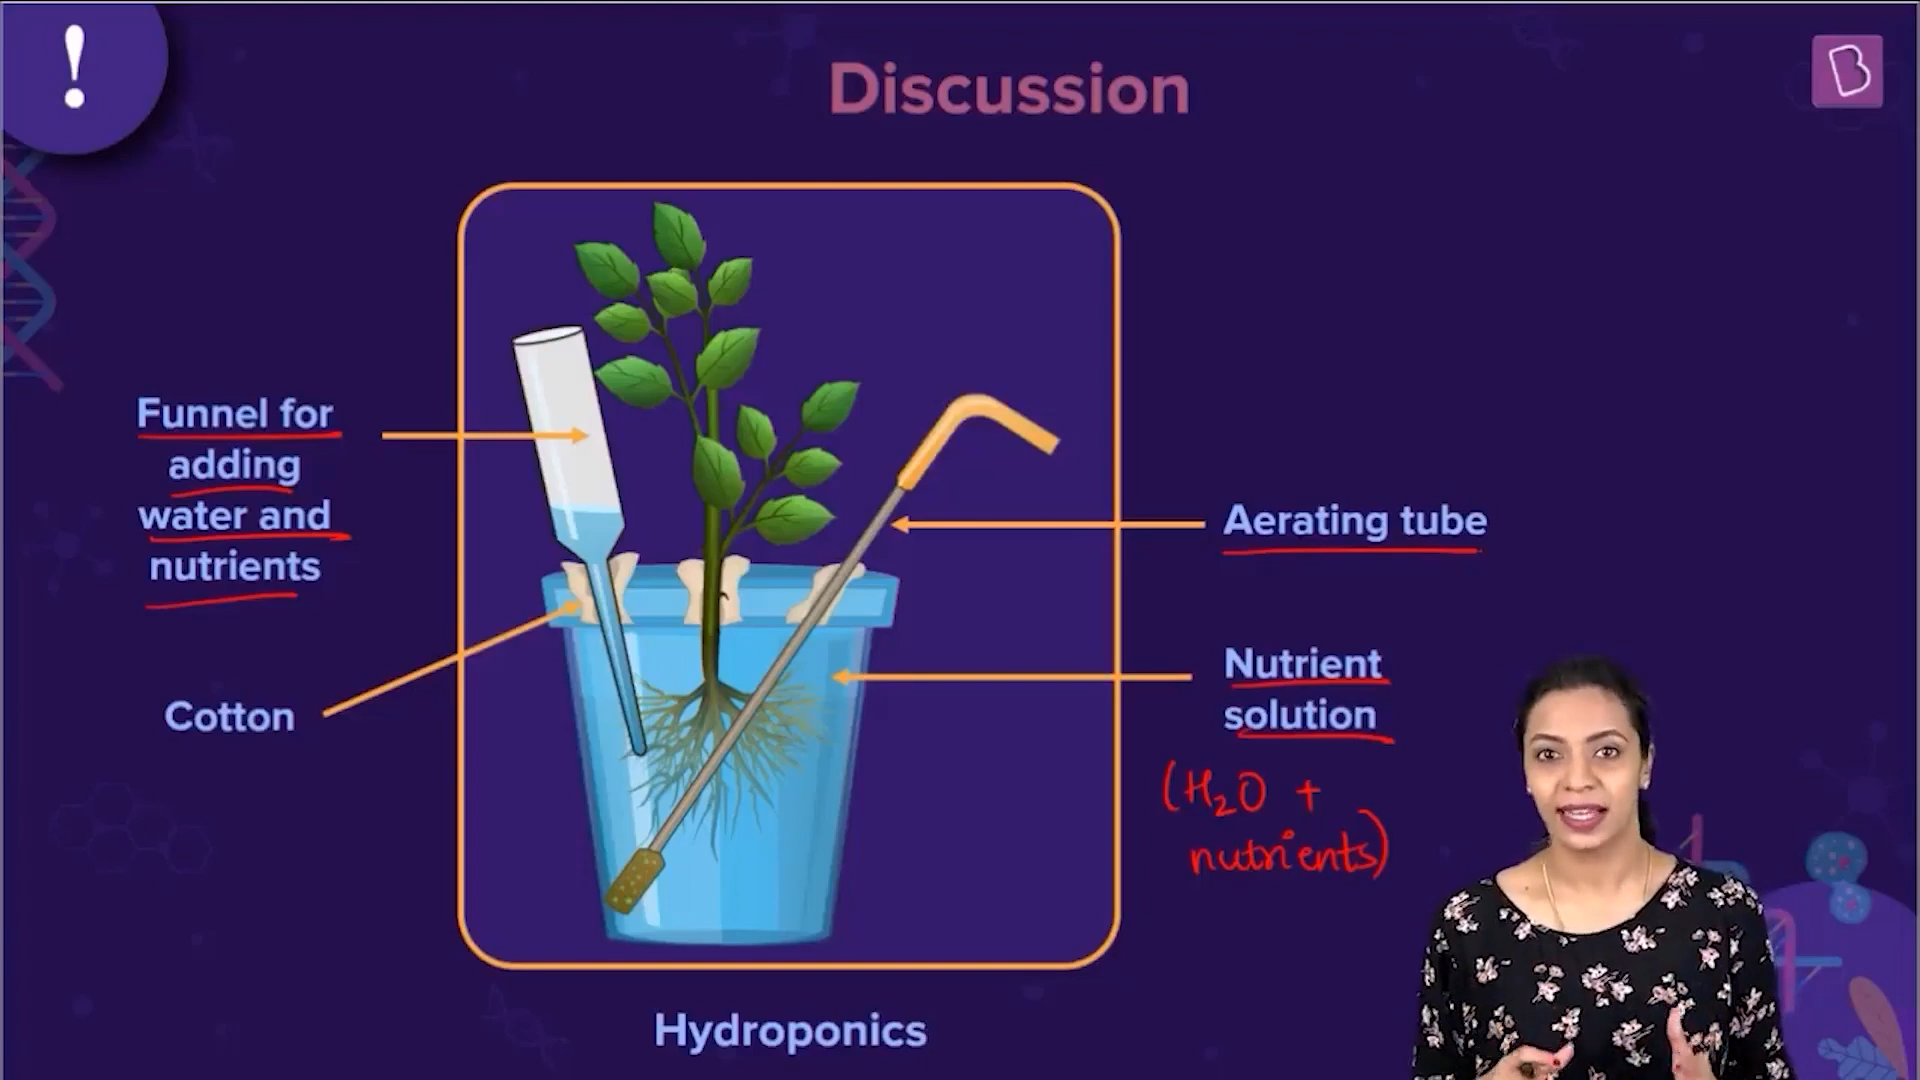 !
Discussion
B
Funnel for
adding
water and
nutrients
Cotton
Aerating tube
Nutrient
solution
(H₂O +
nutrients)
Hydroponics